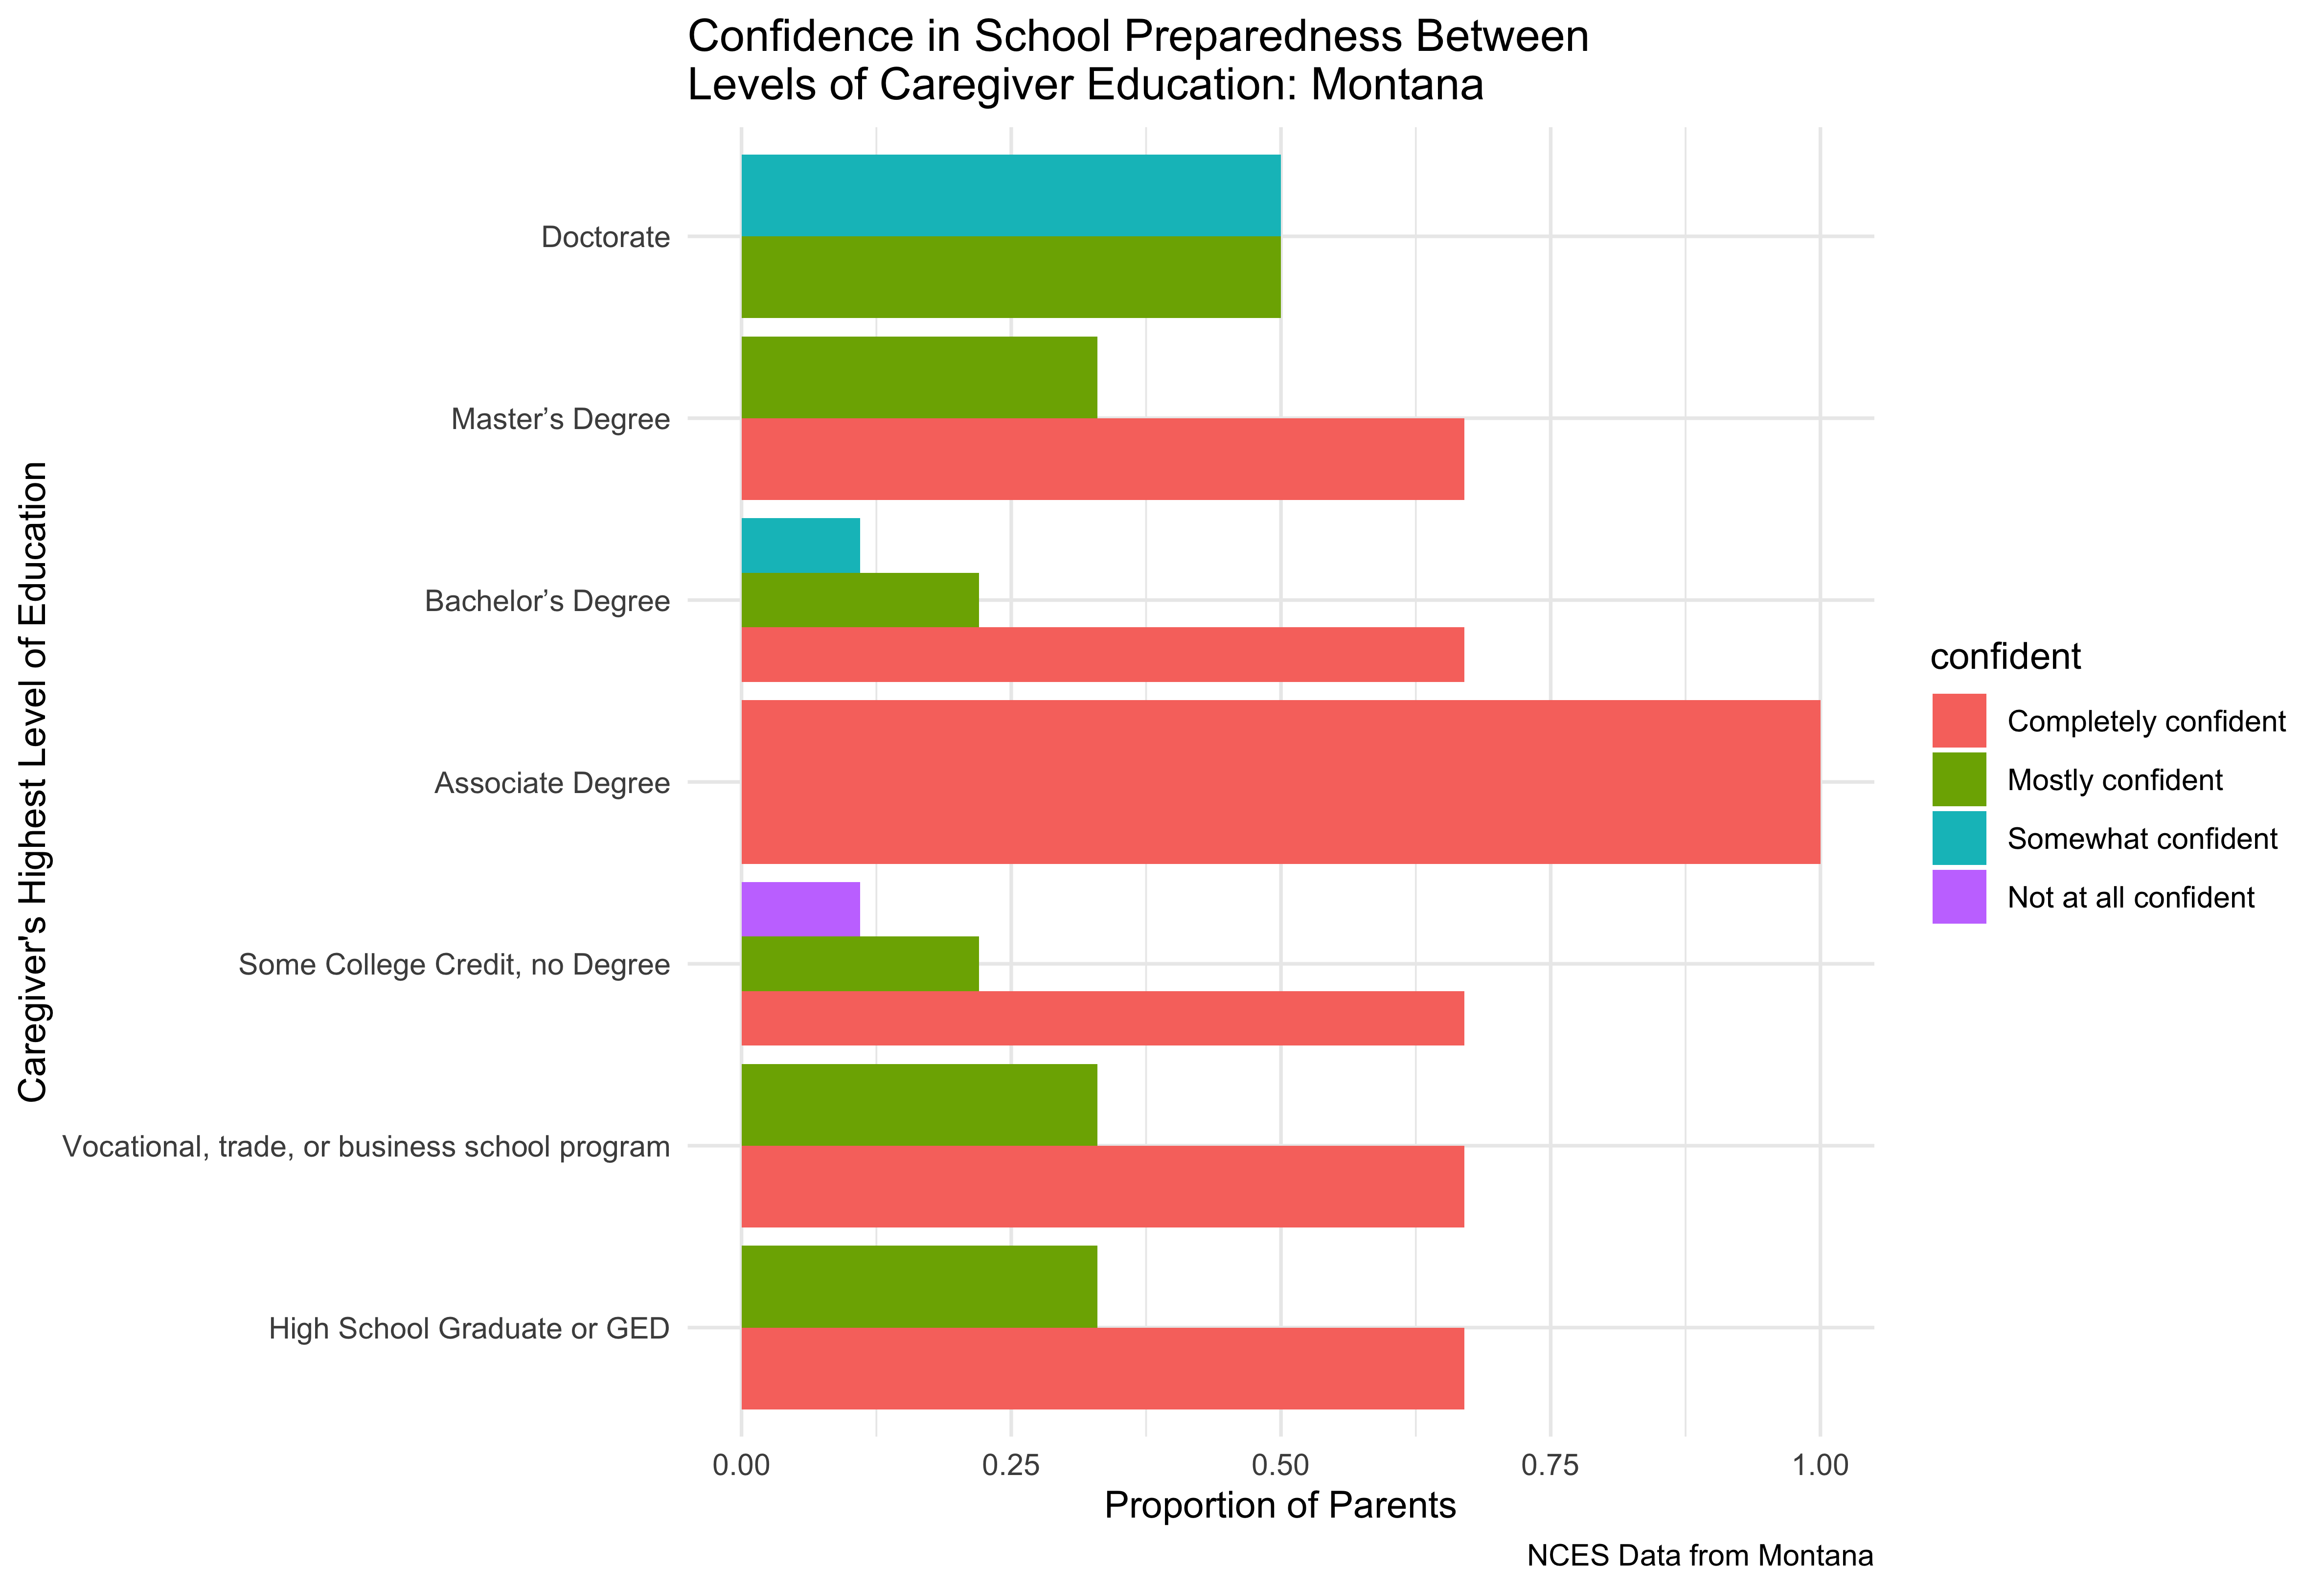 Confidence in School Preparedness Between
Levels of Caregiver Education: Montana
Caregiver's Highest Level of Education
Doctorate
Master’s Degree
Bachelor’s Degree
Associate Degree
Some College Credit, no Degree
Vocational, trade, or business school program
High School Graduate or GED
0.00 0.25 0.50 0.75 1.00
Proportion of Parents
confident
Completely confident
Mostly confident
Somewhat confident
Not at all confident
NCES Data from Montana